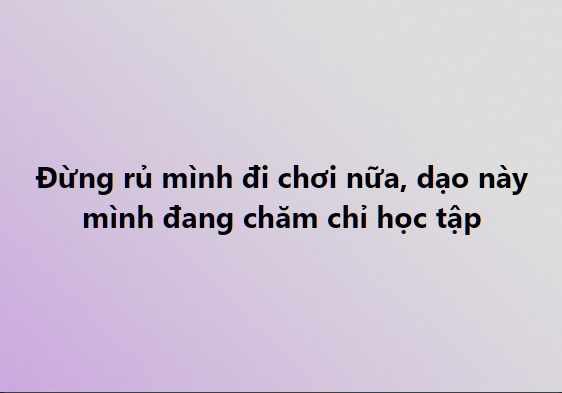 Đừng rủ mình đi chơi nữa, dạo này
mình đang chăm chỉ học tập